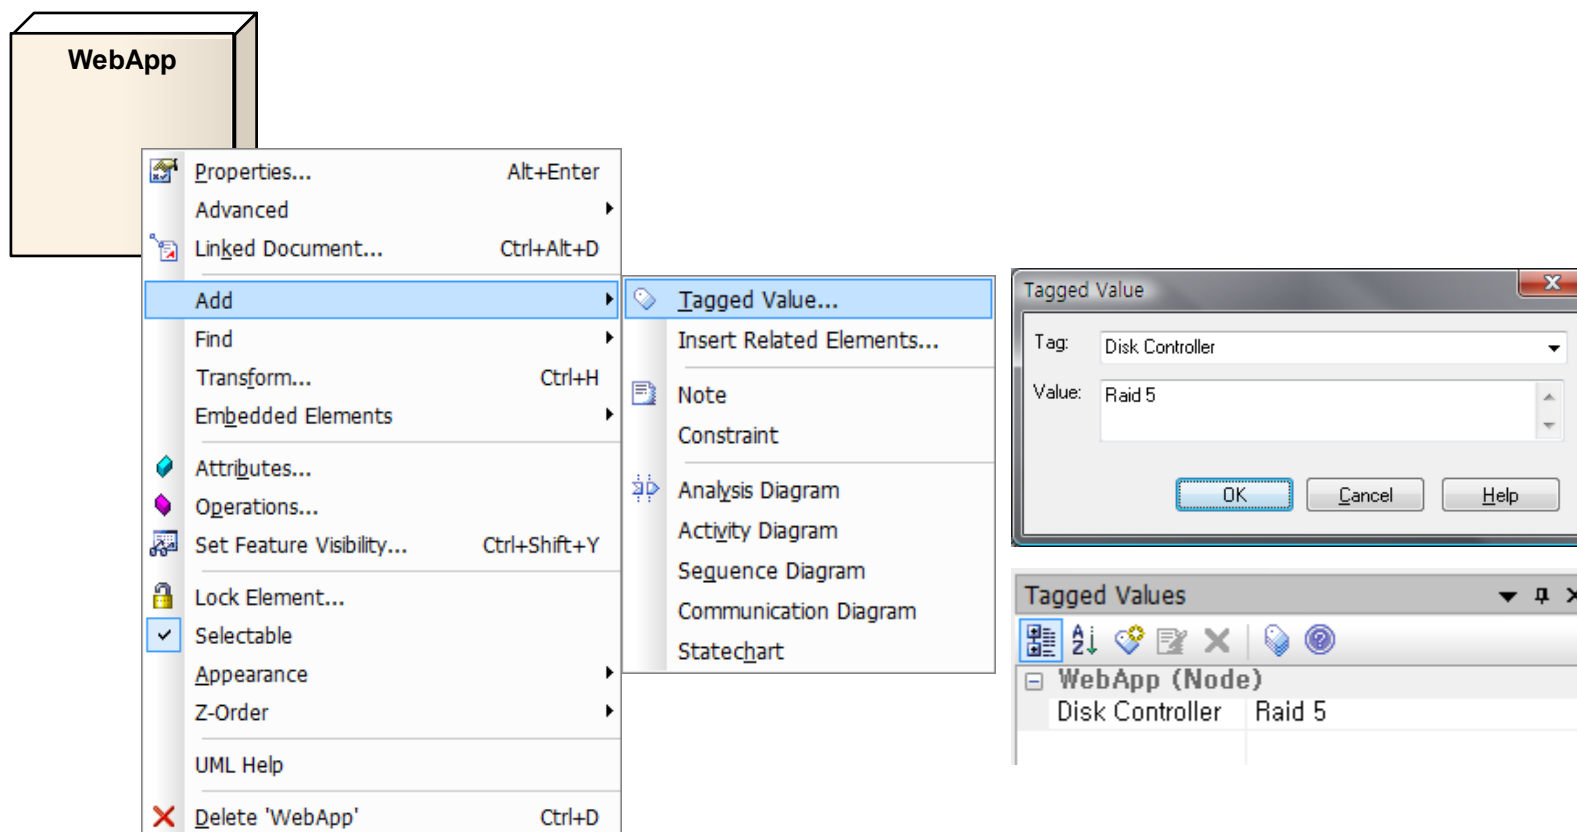 WebApp
Properties... Alt+Enter
Advanced
Linked Document... Ctrl+Alt+D
Add
Find
Transform... Ctrl+H
Embedded Elements
Attributes...
Operations...
Set Feature Visibility... Ctrl+Shift+Y
Lock Element...
Selectable
Appearance
Z-Order
UML Help
Delete 'WebApp' Ctrl+D
Tagged Value...
Insert Related Elements...
Note
Constraint
Analysis Diagram
Activity Diagram
Sequence Diagram
Communication Diagram
Statechart
Tagged Value
Tag: Disk Controller
Value: Raid 5
OK Cancel Help
Tagged Values
WebApp (Node)
Disk Controller Raid 5